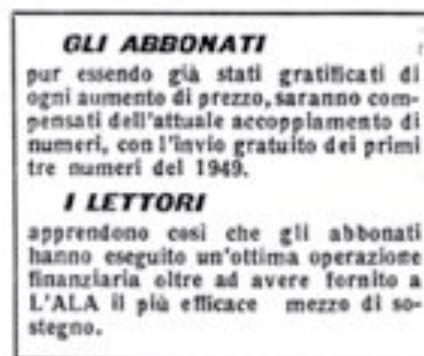 GLI ABBONATI
pur essendo già stati gratificati di
ogni aumento di prezzo, saranno com-
pensati dell'attuale accoppiamento di
numeri, con l'invio gratuito dei primi
tre numeri del 1949.
I LETTORI
apprendono così che gli abbonati
hanno eseguito un'ottima operazione
finanziaria oltre ad avere fornito a
L'ALA il più efficace mezzo di so-
stegno.